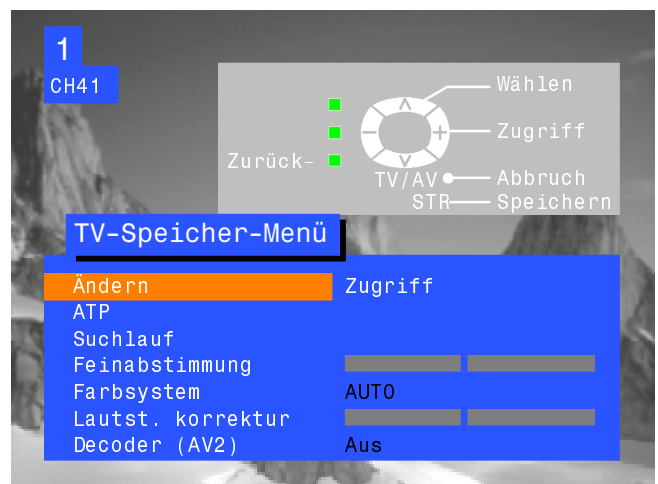 1
CH41
Wählen
Zugriff
Zurück-
TV/AV Abbruch
STR Speichern
TV-Speicher-Menü
Ändern Zugriff
ATP
Suchlauf
Feinabstimmung
Farbsystem AUTO
Lautst. korrektur
Decoder (AV2) Aus